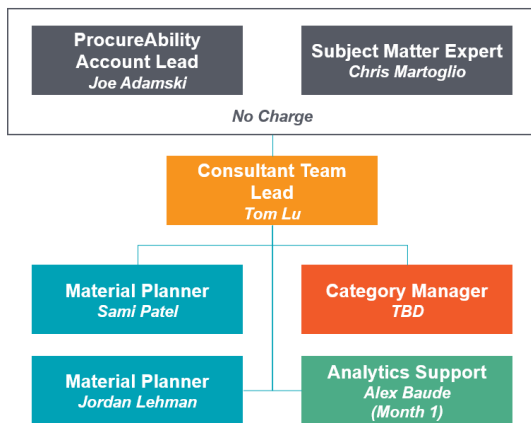 ProcureAbility
Account Lead
Joe Adamski
Subject Matter Expert
Chris Martoglio
No Charge
Consultant Team
Lead
Tom Lu
Material Planner
Sami Patel
Category Manager
TBD
Material Planner
Jordan Lehman
Analytics Support
Alex Baude
(Month 1)